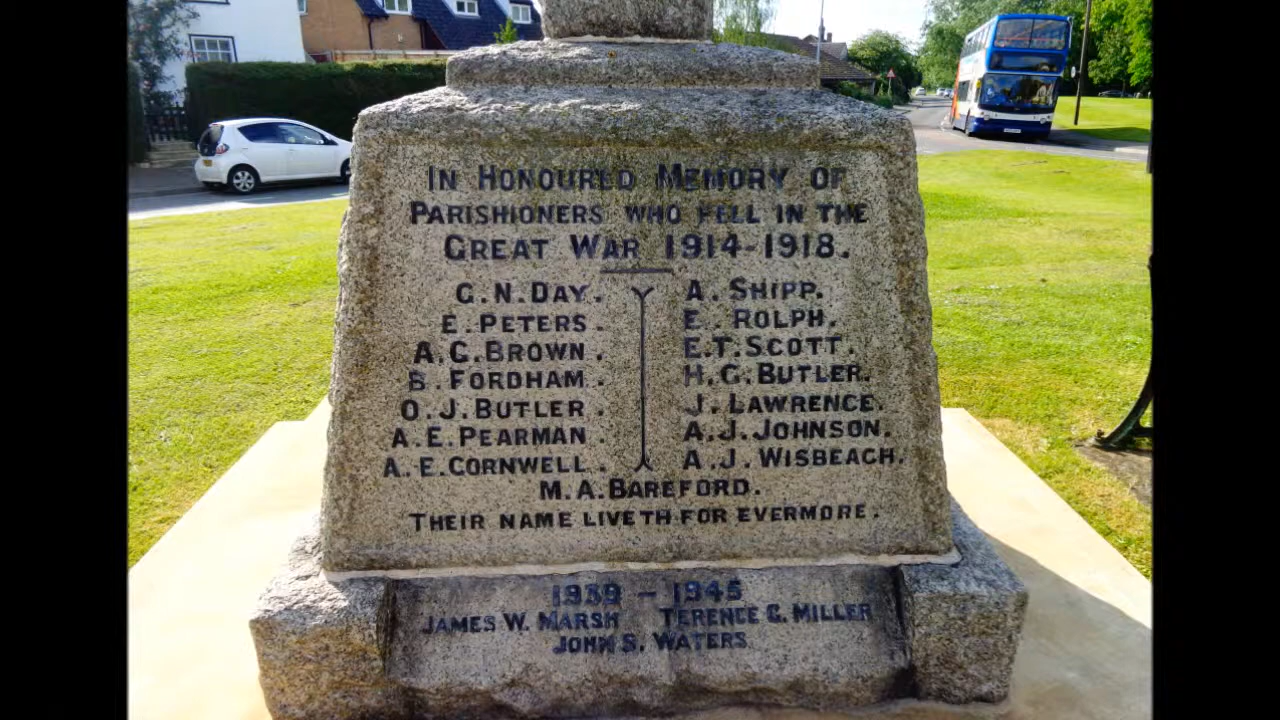 IN HONOURED MEMORY OF
PARISHIONERS WHO FELL IN THE
GREAT WAR 1914-1918.
G.N.DAY.
E.PETERS.
A.C.BROWN.
B.FORDHAM.
O.J.BUTLER.
A.E.PEARMAN.
A.E.CORNWELL.
A.SHIPP.
E.ROLPH.
E.T.SCOTT.
H.G.BUTLER.
J.LAWRENCE.
A.J.JOHNSON.
A.J.WISBEACH.
M.A.BAREFORD.
THEIR NAME LIVETH FOR EVERMORE.
1939 - 1945
JAMES W. MARSH TERENCE G. MILLER
JOHN S. WATERS